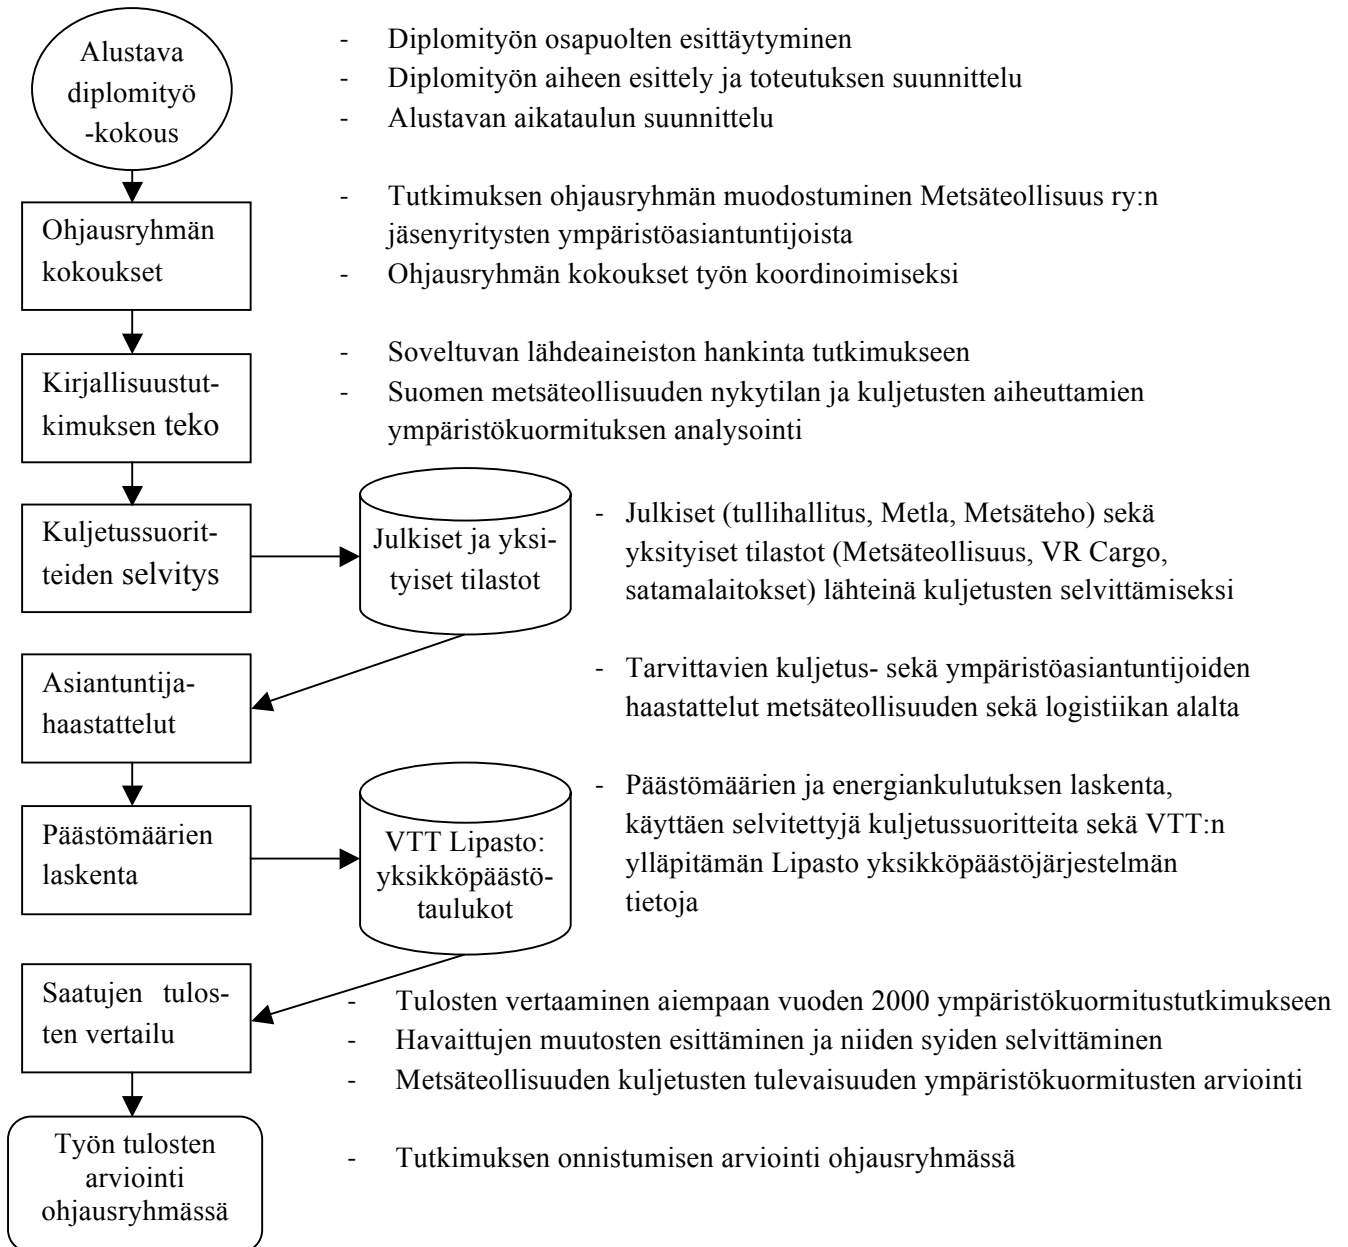 Alustava
diplomityö
-kokous
- Diplomityön osapuolten esittäytyminen
- Diplomityön aiheen esittely ja toteutuksen suunnittelu
- Alustavan aikataulun suunnittelu
Ohjausryhmän
kokoukset
- Tutkimuksen ohjausryhmän muodostuminen Metsäteollisuus ry:n
jäsenyritysten ympäristöasiantuntijoista
- Ohjausryhmän kokoukset työn koordinoimiseksi
Kirjallisuustut-
kimuksen teko
- Soveltuvan lähdeaineiston hankinta tutkimukseen
- Suomen metsäteollisuuden nykytilan ja kuljetusten aiheuttamien
ympäristökuormituksen analysointi
Kuljetussuorit-
teiden selvitys
Julkiset ja yksi-
tyiset tilastot
- Julkiset (tullihallitus, Metla, Metsäteho) sekä
yksityiset tilastot (Metsäteollisuus, VR Cargo,
satamalaitokset) lähteinä kuljetusten selvittämiseksi
Asiantuntija-
haastattelut
- Tarvittavien kuljetus- sekä ympäristöasiantuntijoiden
haastattelut metsäteollisuuden sekä logistiikan alalta
Päästömäärien
laskenta
VTT Lipasto:
yksikköpäästö-
taulukot
- Päästömäärien ja energiankulutuksen laskenta,
käyttäen selvitettyjä kuljetussuoritteita sekä VTT:n
ylläpitämän Lipasto yksikköpäästöjärjestelmän
tietoja
Saatujen tulos-
ten vertailu
- Tulosten vertaaminen aiempaan vuoden 2000 ympäristökuormitustutkimukseen
- Havaittujen muutosten esittäminen ja niiden syiden selvittäminen
- Metsäteollisuuden kuljetusten tulevaisuuden ympäristökuormitusten arviointi
Työn tulosten
arviointi
ohjausryhmässä
- Tutkimuksen onnistumisen arviointi ohjausryhmässä